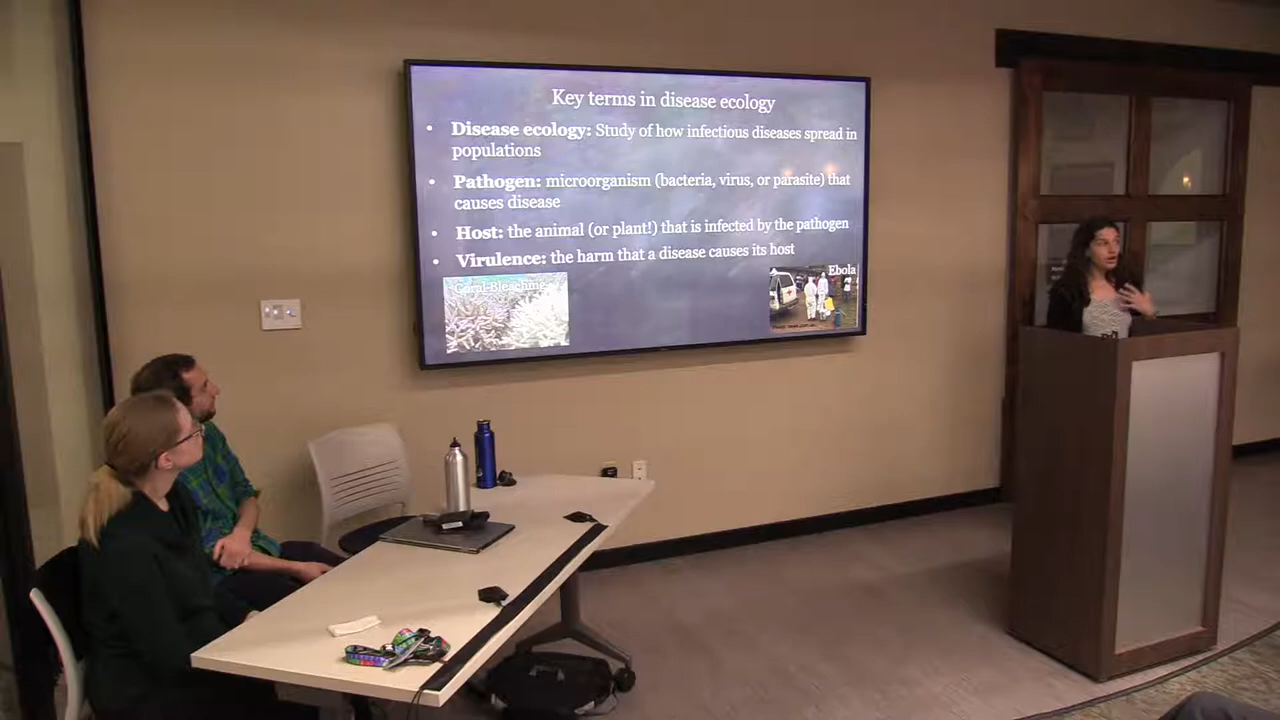 Key terms in disease ecology
• Disease ecology: Study of how infectious diseases spread in
populations
• Pathogen: microorganism (bacteria, virus, or parasite) that
causes disease
• Host: the animal (or plant!) that is infected by the pathogen
• Virulence: the harm that a disease causes its host
Coral Bleaching
Ebola